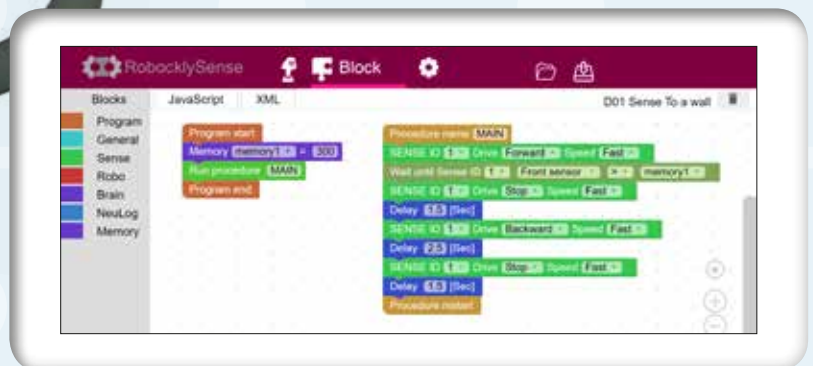 RobocklySense Block
Blocks JavaScript XML D01 Sense To a wall
Program
General
Sense
Robo
Brain
NeuLog
Memory
Program start
Memory memory1 = 300
Run procedure MAIN
Program end
Procedure name MAIN
SENSE ID 1 Drive Forward Speed Fast
Wait until Sense ID 1 Front sensor > memory1
SENSE ID 1 Drive Stop Speed Fast
Delay 1.5 [Sec]
SENSE ID 1 Drive Backward Speed Fast
Delay 2.5 [Sec]
SENSE ID 1 Drive Stop Speed Fast
Delay 1.5 [Sec]
Procedure restart